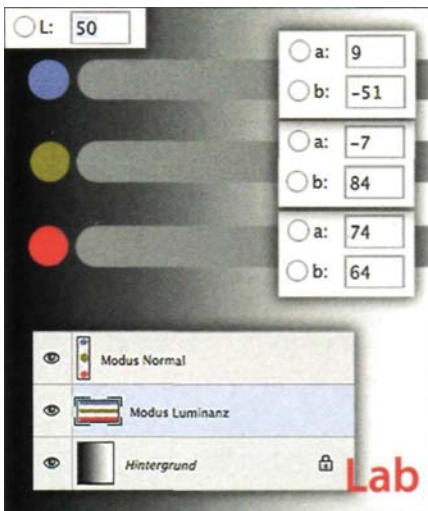 L: 50
a: 9
b: -51
a: -7
b: 84
a: 74
b: 64
Modus Normal
Modus Luminanz
Hintergrund
Lab